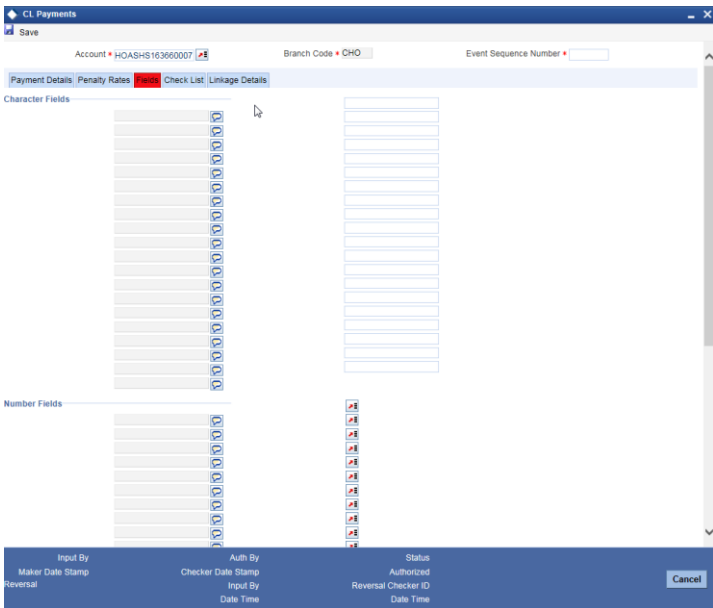 CL Payments
Save
Account * HOASHS163660007 Branch Code * CHO Event Sequence Number *
Payment Details Penalty Rates Fields Check List Linkage Details
Character Fields
Number Fields
Input By Auth By Status
Maker Date Stamp Checker Date Stamp Authorized
Reversal Input By Reversal Checker ID
Date Time Date Time
Cancel